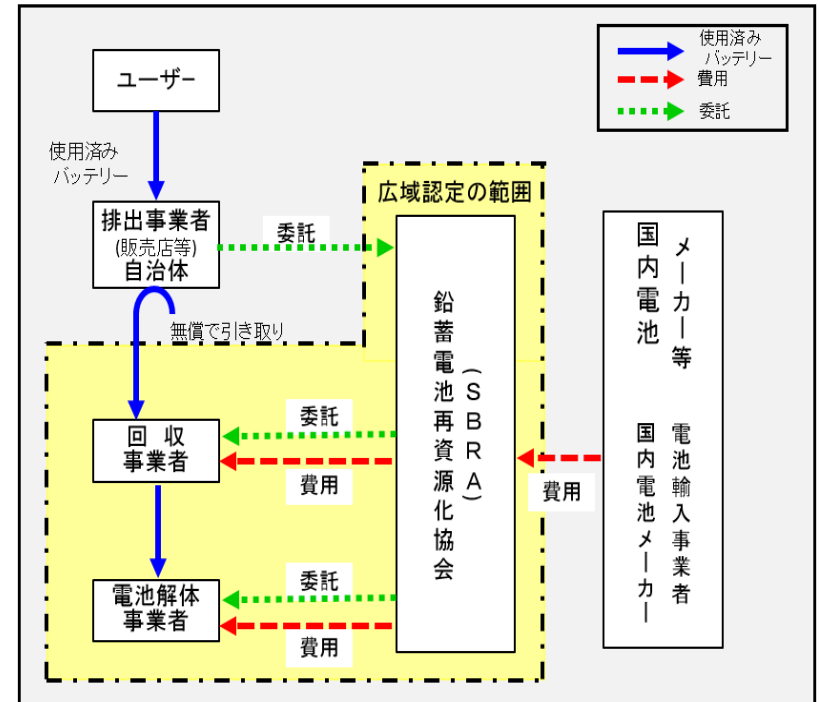 使用済み
バッテリー
費用
委託
ユーザー
使用済み
バッテリー
広域認定の範囲
排出事業者
(販売店等)
自治体
委託
無償で引き取り
鉛蓄電池再資源化協会
(SBRA)
国内電池
メーカー等
国内電池メーカー
電池輸入事業者
回収
事業者
委託
費用
費用
電池解体
事業者
委託
費用